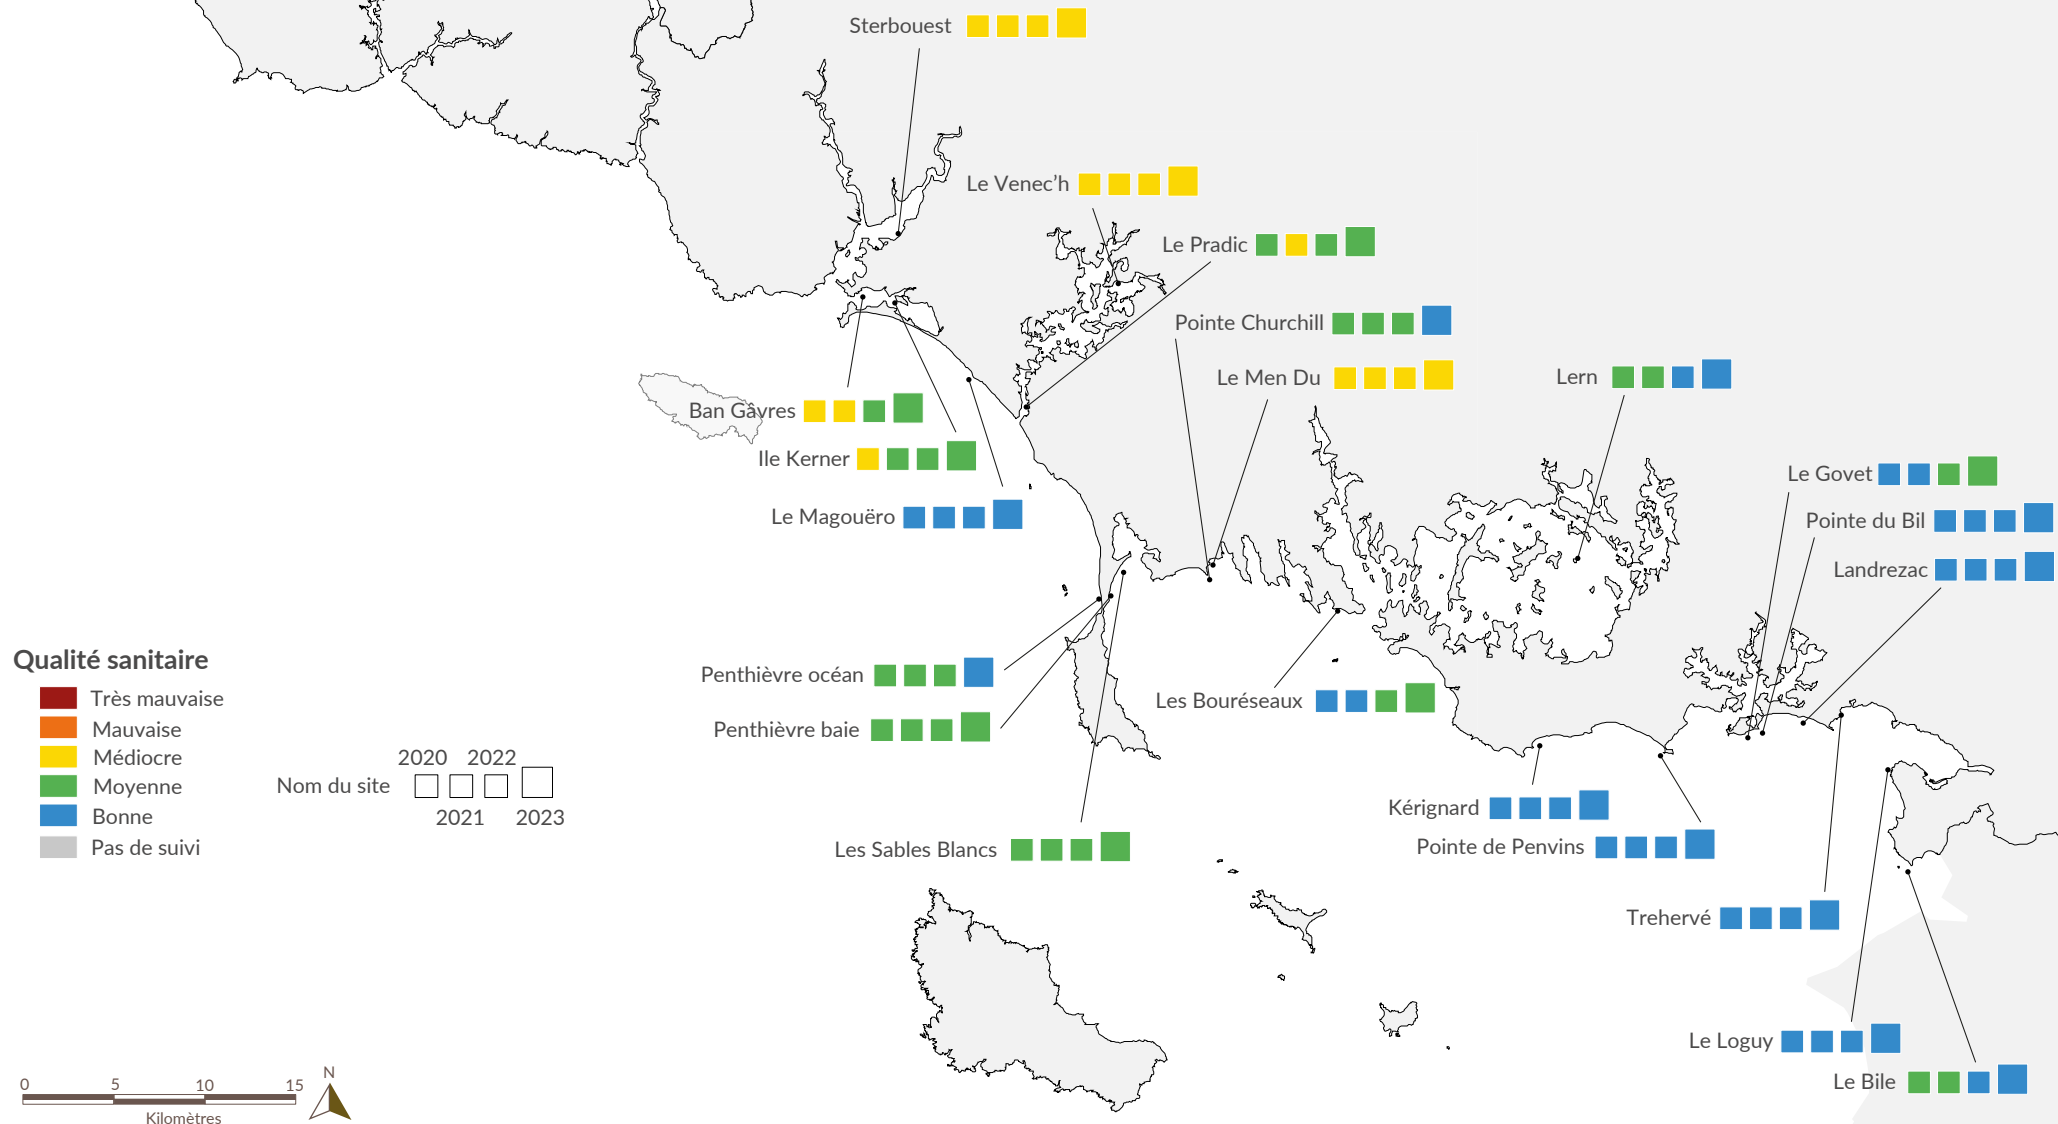 Sterbouest
Le Venec’h
Le Pradic
Pointe Churchill
Le Men Du
Lern
Ban Gâvres
Ile Kerner
Le Govet
Le Magouëro
Pointe du Bil
Landrezac
Qualité sanitaire
Très mauvaise
Mauvaise
Médiocre
Moyenne
Bonne
Pas de suivi
2020 2022
Nom du site
2021 2023
Penthièvre océan
Les Bouréseaux
Penthièvre baie
Kérignard
Les Sables Blancs
Pointe de Penvins
Trehervé
Le Loguy
Le Bile
0 5 10 15
Kilomètres
N